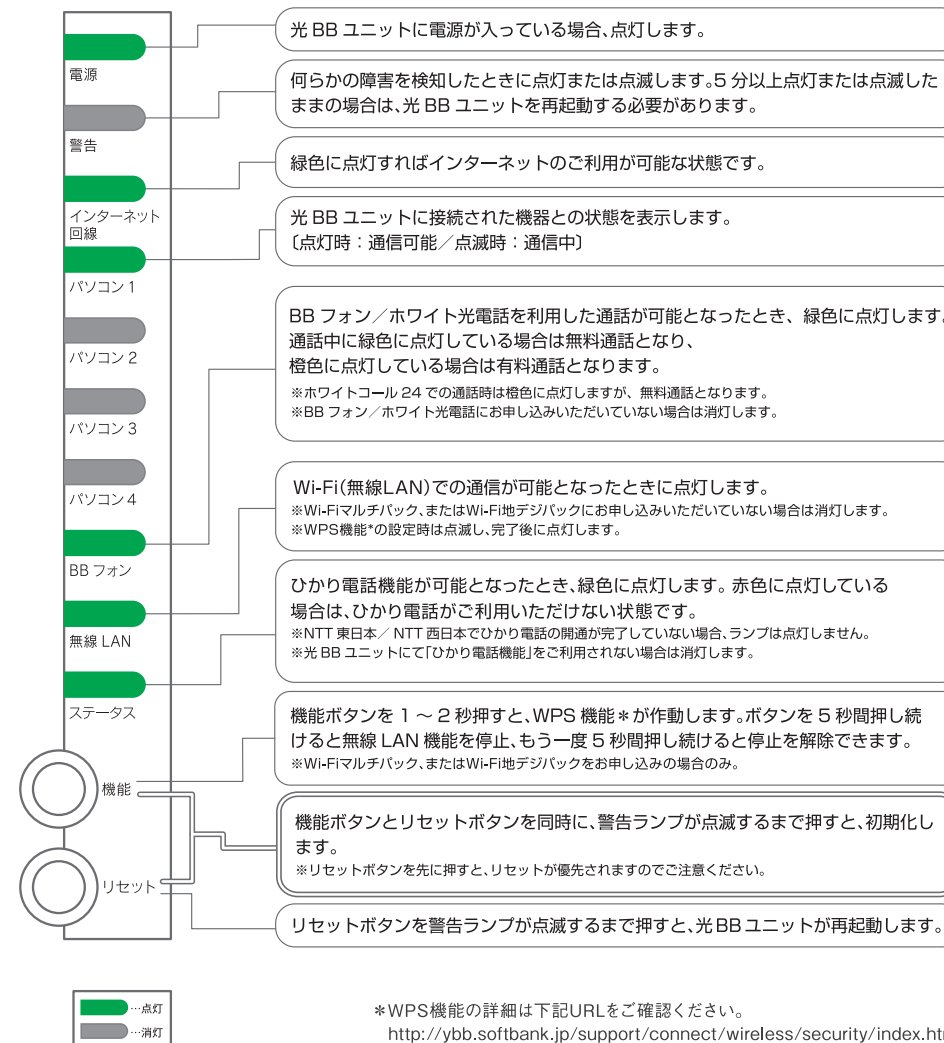 光 BB ユニットに電源が入っている場合、点灯します。
電源
何らかの障害を検知したときに点灯または点滅します。5 分以上点灯または点滅した
ままの場合は、光 BB ユニットを再起動する必要があります。
警告
緑色に点灯すればインターネットのご利用が可能な状態です。
インターネット
回線
光 BB ユニットに接続された機器との状態を表示します。
〔点灯時：通信可能／点滅時：通信中〕
パソコン 1
BB フォン／ホワイト光電話を利用した通話が可能となったとき、緑色に点灯します。
通話中に緑色に点灯している場合は無料通話となり、
橙色に点灯している場合は有料通話となります。
※ホワイトコール 24 での通話時は橙色に点灯しますが、無料通話となります。
※BB フォン／ホワイト光電話にお申し込みいただいていない場合は消灯します。
パソコン 2
パソコン 3
パソコン 4
Wi-Fi(無線LAN)での通信が可能となったときに点灯します。
※Wi-Fiマルチパック、またはWi-Fi地デジパックにお申し込みいただいていない場合は消灯します。
※WPS機能*の設定時は点滅し、完了後に点灯します。
BB フォン
ひかり電話機能が可能となったとき、緑色に点灯します。赤色に点灯している
場合は、ひかり電話がご利用いただけない状態です。
※NTT 東日本／ NTT 西日本でひかり電話の開通が完了していない場合、ランプは点灯しません。
※光 BB ユニットにて「ひかり電話機能」をご利用されない場合は消灯します。
無線 LAN
ステータス
機能ボタンを 1 ～ 2 秒押すと、WPS 機能＊が作動します。ボタンを 5 秒間押し続
けると無線 LAN 機能を停止、もう一度 5 秒間押し続けると停止を解除できます。
※Wi-Fiマルチパック、またはWi-Fi地デジパックをお申し込みの場合のみ。
機能
機能ボタンとリセットボタンを同時に、警告ランプが点滅するまで押すと、初期化し
ます。
※リセットボタンを先に押すと、リセットが優先されますのでご注意ください。
リセット
リセットボタンを警告ランプが点滅するまで押すと、光BBユニットが再起動します。
…点灯
…消灯
＊WPS機能の詳細は下記URLをご確認ください。
http://ybb.softbank.jp/support/connect/wireless/security/index.htm